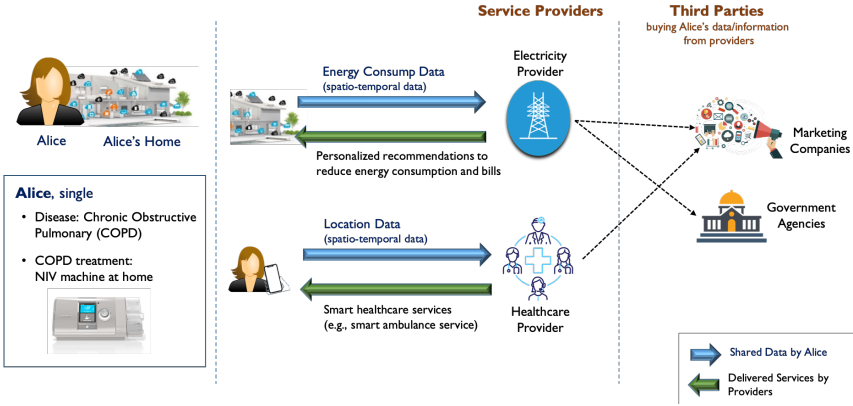 Service Providers
Third Parties
buying Alice's data/information
from providers
Alice
Alice's Home
Energy Consump Data
(spatio-temporal data)
Electricity
Provider
Personalized recommendations to
reduce energy consumption and bills
Marketing
Companies
Alice, single
• Disease: Chronic Obstructive
Pulmonary (COPD)
• COPD treatment:
NIV machine at home
Location Data
(spatio-temporal data)
Smart healthcare services
(e.g., smart ambulance service)
Healthcare
Provider
Government
Agencies
Shared Data by Alice
Delivered Services by
Providers